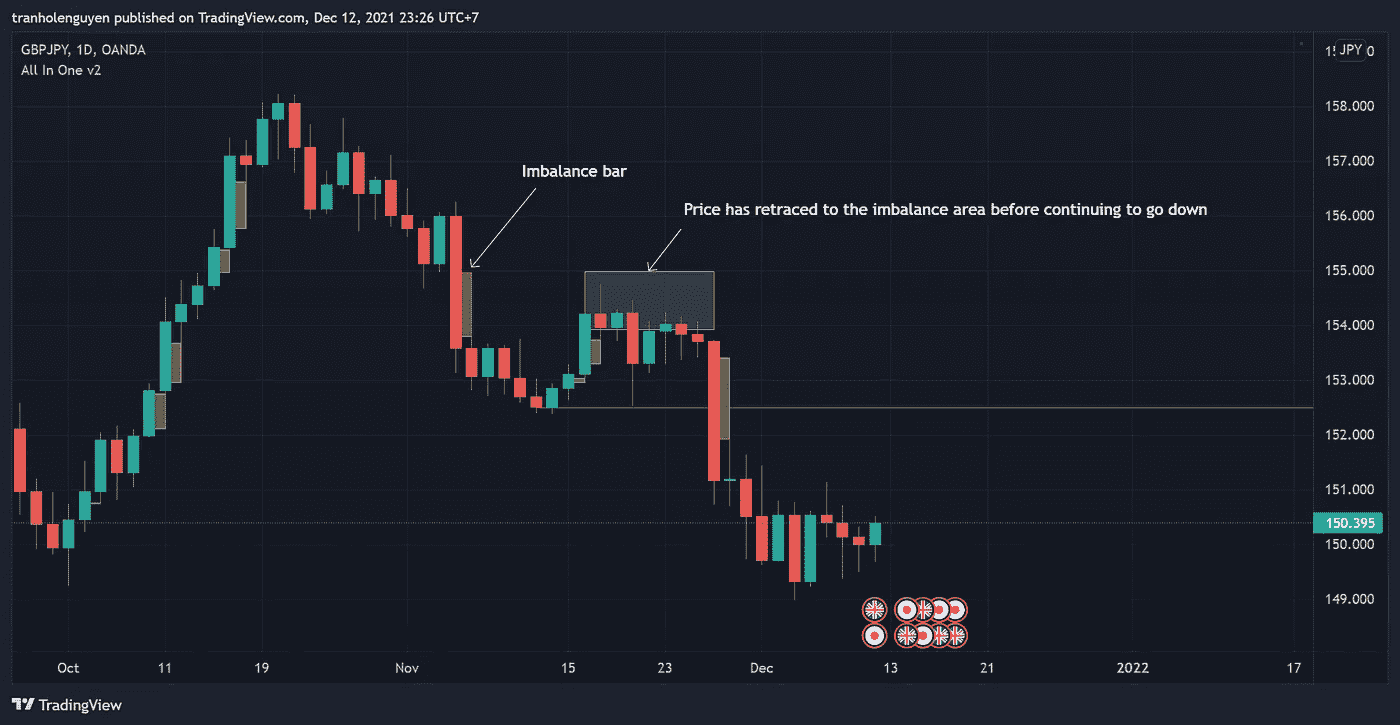 tranholenguyen published on TradingView.com, Dec 12, 2021 23:26 UTC+7
GBPJPY, 1D, OANDA
All In One v2
JPY
158.000
157.000
156.000
155.000
154.000
153.000
152.000
151.000
150.395
150.000
149.000
Imbalance bar
Price has retraced to the imbalance area before continuing to go down
Oct 11 19 Nov 15 23 Dec 13 21 2022 17
TradingView